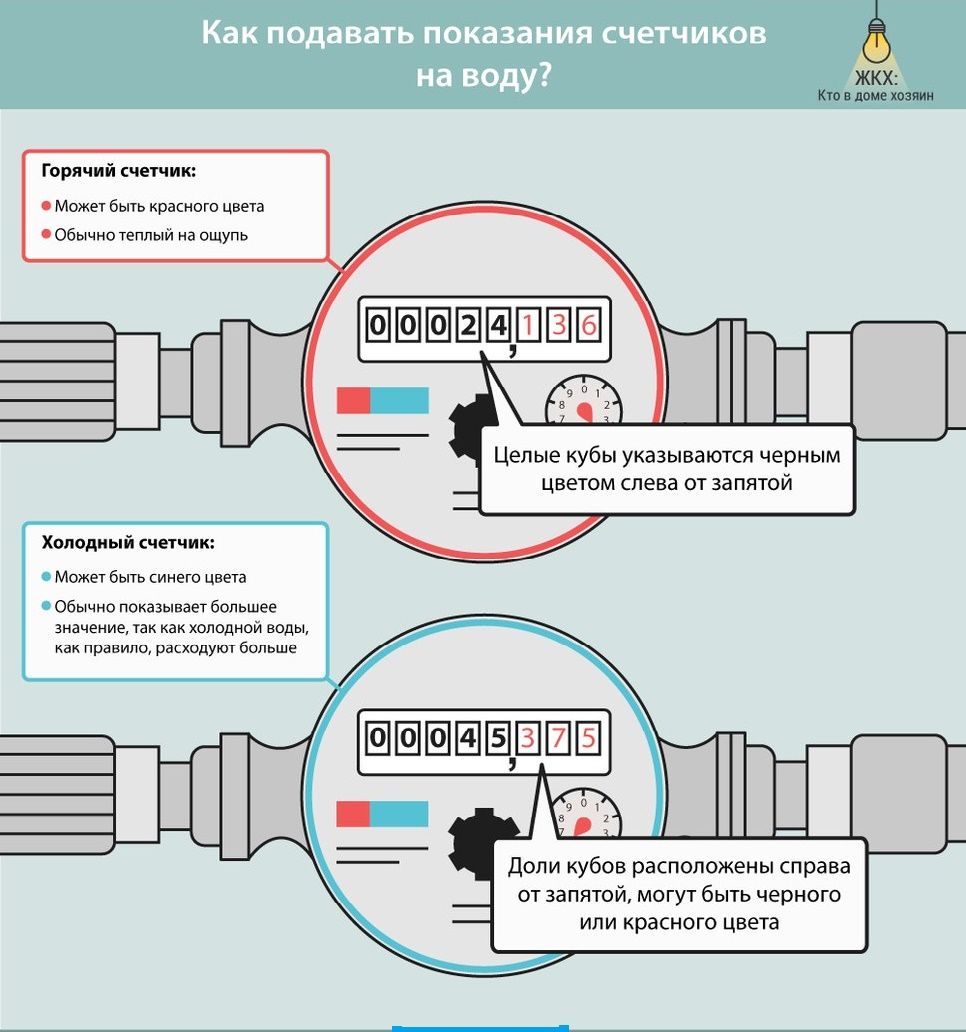 Как подавать показания счетчиков
на воду?
ЖКХ:
Кто в доме хозяин
Горячий счетчик:
Может быть красного цвета
Обычно теплый на ощупь
00024,136
9 0 1
8 2
7 3
Целые кубы указываются черным
цветом слева от запятой
Холодный счетчик:
Может быть синего цвета
Обычно показывает большее
значение, так как холодной воды,
как правило, расходуют больше
00045,375
9 0 1
8 2
7 3
Доли кубов расположены справа
от запятой, могут быть черного
или красного цвета